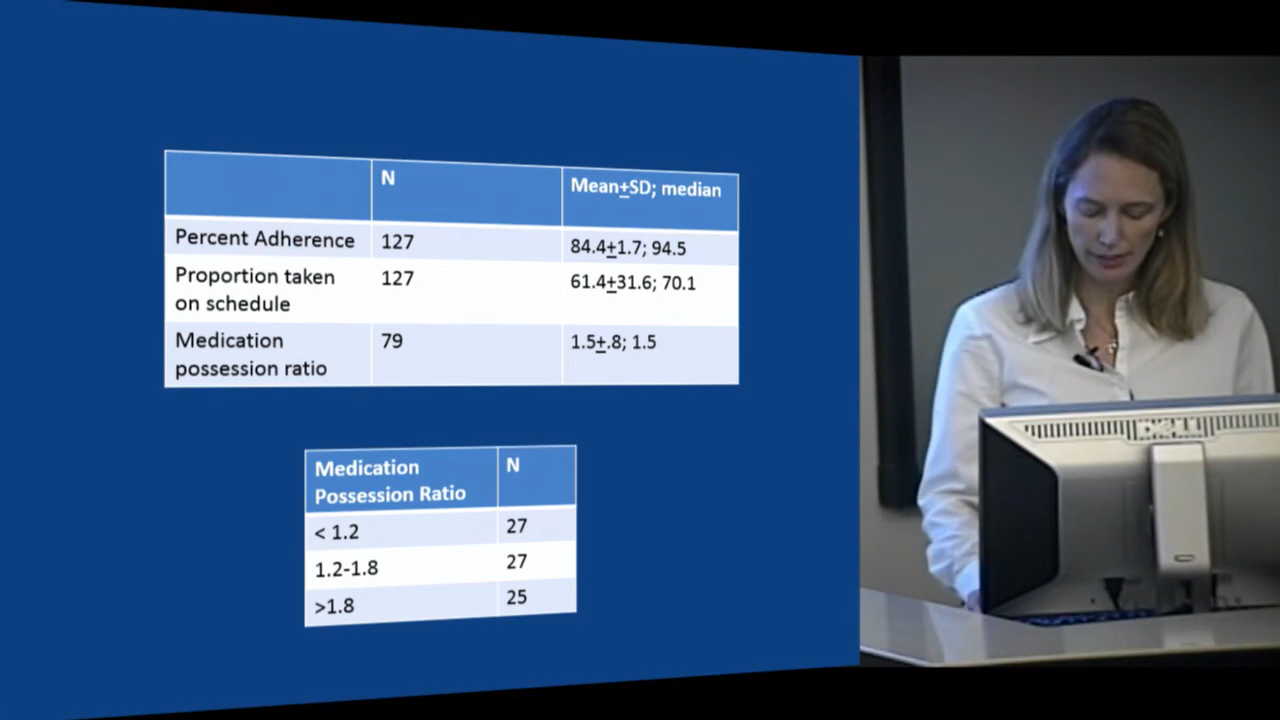 N
Mean±SD; median
Percent Adherence
127
84.4±1.7; 94.5
Proportion taken
on schedule
127
61.4±31.6; 70.1
Medication
possession ratio
79
1.5±.8; 1.5
Medication
Possession Ratio
N
< 1.2
27
1.2-1.8
27
>1.8
25
DELL